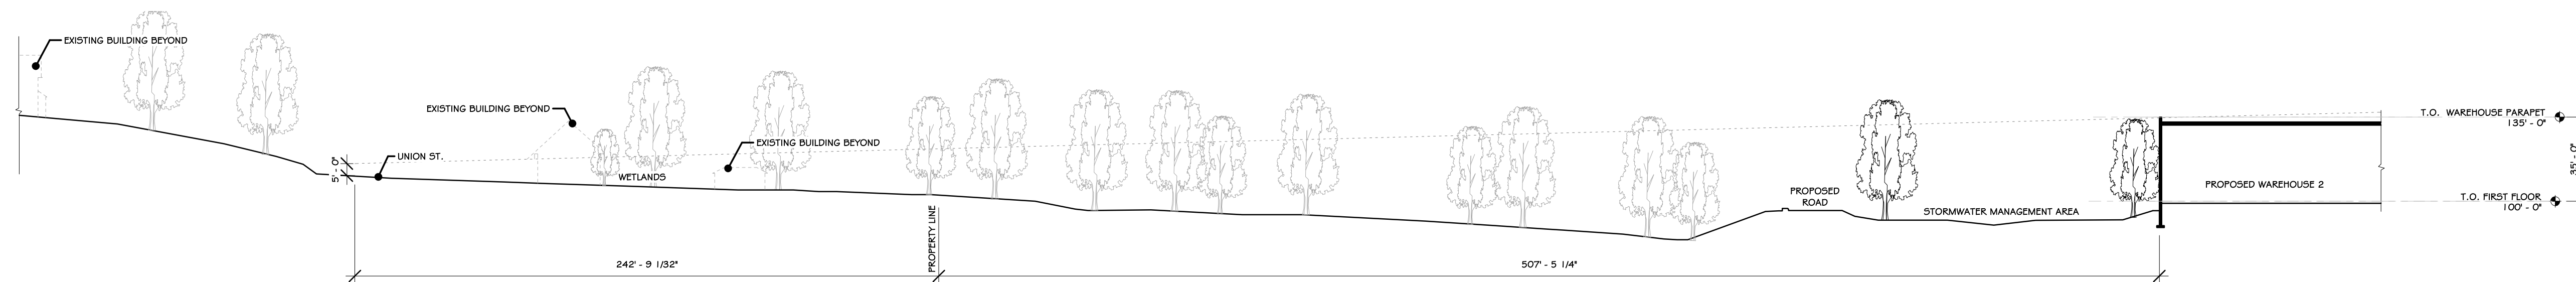 EXISTING BUILDING BEYOND
EXISTING BUILDING BEYOND
EXISTING BUILDING BEYOND
UNION ST.
5' - 0"
WETLANDS
PROPERTY LINE
242' - 9 1/32"
507' - 5 1/4"
PROPOSED
ROAD
STORMWATER MANAGEMENT AREA
PROPOSED WAREHOUSE 2
T.O. WAREHOUSE PARAPET
135' - 0"
T.O. FIRST FLOOR
100' - 0"
35' - 0"